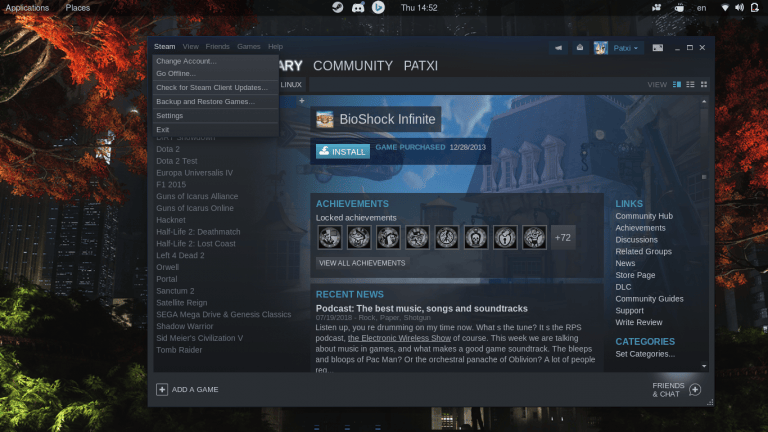 Applications Places Thu 14:52 en
Steam View Friends Games Help Patxi
Change Account...
Go Offline...
Check for Steam Client Updates...
Backup and Restore Games...
Settings
Exit
COMMUNITY PATXI
LINUX VIEW
Dota 2
Dota 2 Test
Europa Universalis IV
F1 2015
Guns of Icarus Alliance
Guns of Icarus Online
Hacknet
Half-Life 2: Deathmatch
Half-Life 2: Lost Coast
Left 4 Dead 2
Orwell
Portal
Sanctum 2
Satellite Reign
SEGA Mega Drive & Genesis Classics
Shadow Warrior
Sid Meier's Civilization V
Tomb Raider
BioShock Infinite
INSTALL GAME PURCHASED 12/28/2013
ACHIEVEMENTS
Locked achievements
+72
VIEW ALL ACHIEVEMENTS
RECENT NEWS
Podcast: The best music, songs and soundtracks
07/19/2018 - Rock, Paper, Shotgun
Listen up, you re drumming on my time now. What s the tune? It s the RPS
podcast, the Electronic Wireless Show of course. This week we are talking
about music in games, and what makes a good game soundtrack. The bleeps
and bloops of Pac Man? Or the orchestral panache of Oblivion? A lot of people
reg...
LINKS
Community Hub
Achievements
Discussions
Related Groups
News
Store Page
DLC
Community Guides
Support
Write Review
CATEGORIES
Set Categories...
ADD A GAME
FRIENDS
& CHAT